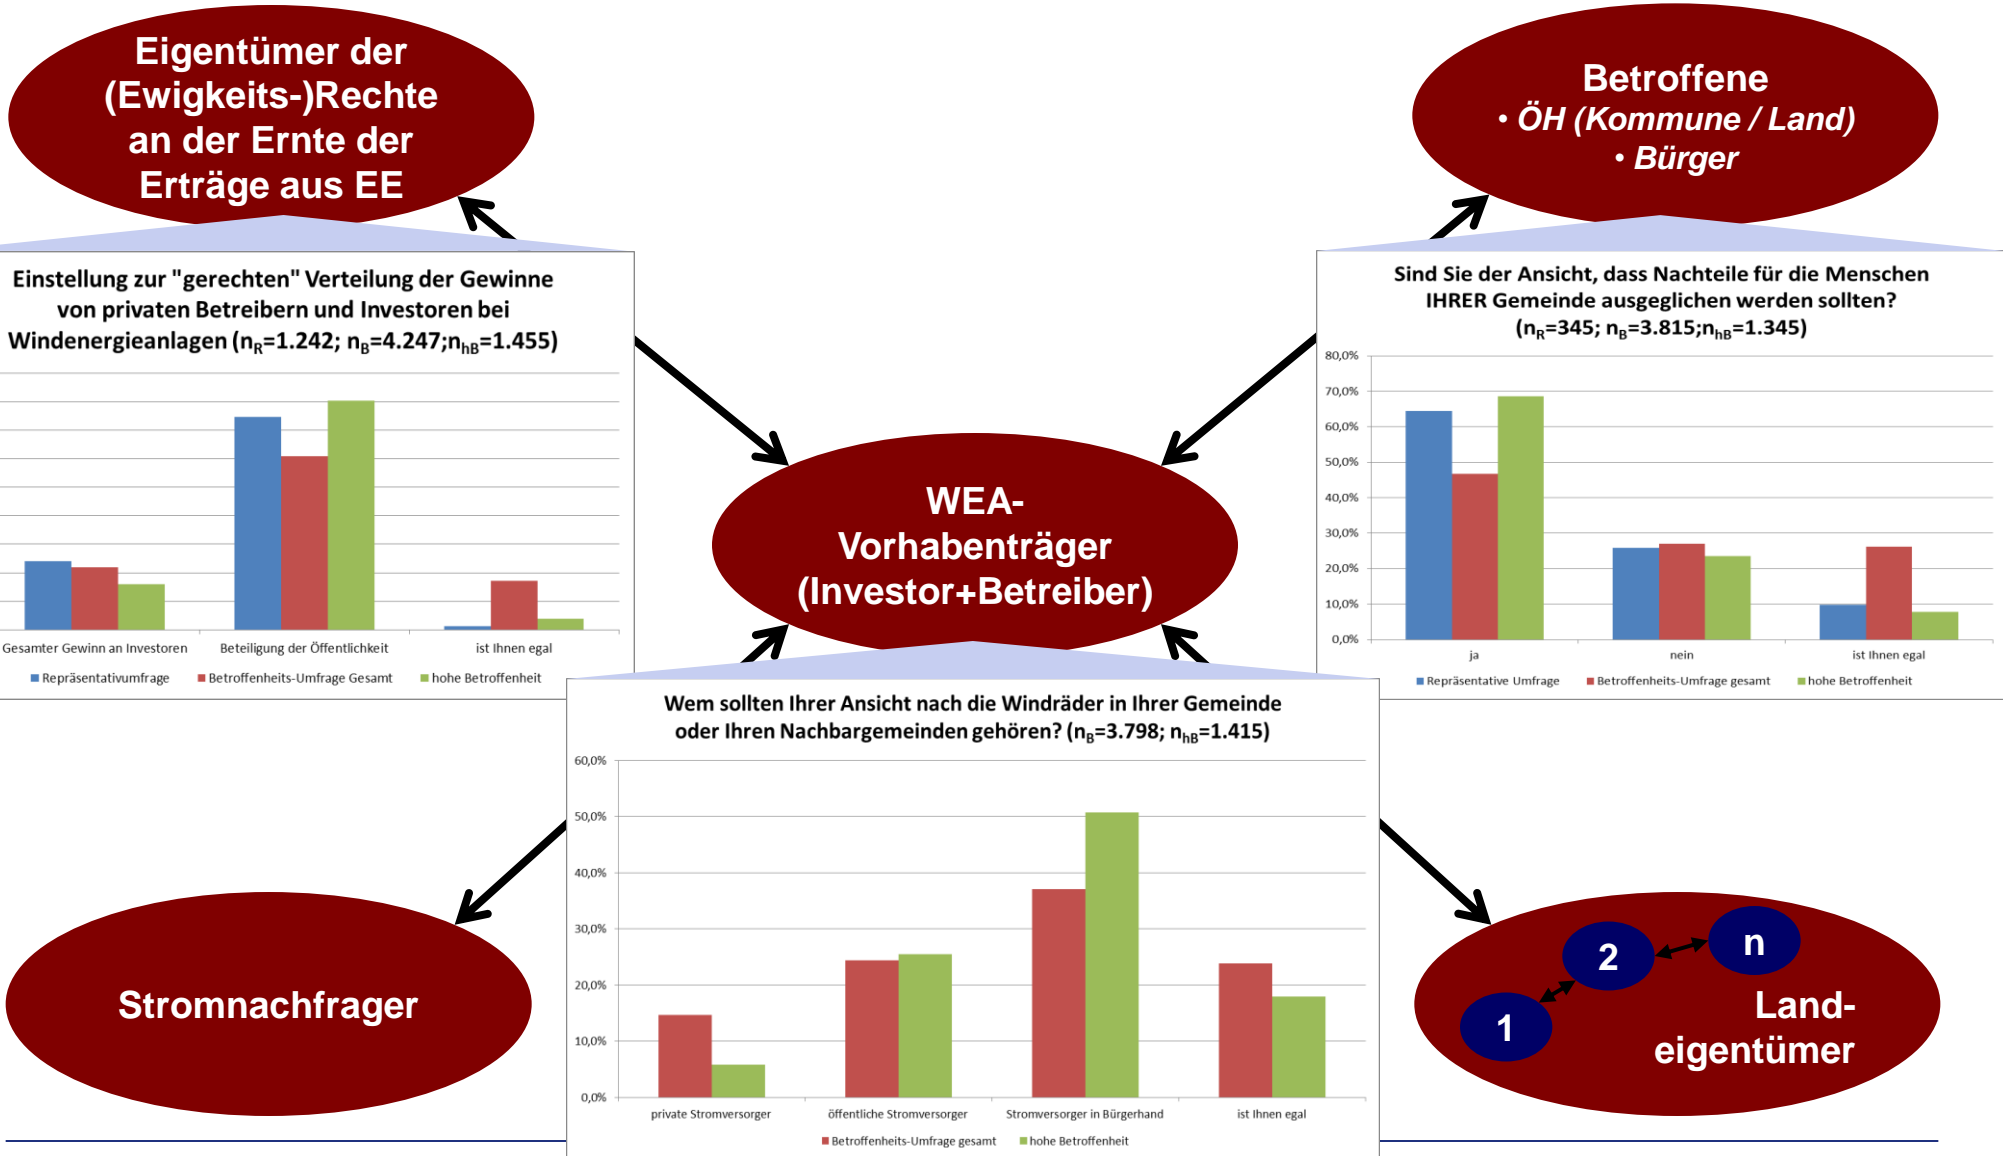 Eigentümer der
(Ewigkeits-)Rechte
an der Ernte der
Erträge aus EE
Betroffene
• ÖH (Kommune / Land)
• Bürger
Einstellung zur "gerechten" Verteilung der Gewinne
von privaten Betreibern und Investoren bei
Windenergieanlagen (nR=1.242; nB=4.247;nhB=1.455)
Gesamter Gewinn an Investoren
Beteiligung der Öffentlichkeit
ist Ihnen egal
Repräsentativumfrage
Betroffenheits-Umfrage Gesamt
hohe Betroffenheit
Sind Sie der Ansicht, dass Nachteile für die Menschen
IHRER Gemeinde ausgeglichen werden sollten?
(nR=345; nB=3.815;nhB=1.345)
80,0%
70,0%
60,0%
50,0%
40,0%
30,0%
20,0%
10,0%
0,0%
ja
nein
ist Ihnen egal
Repräsentative Umfrage
Betroffenheits-Umfrage gesamt
hohe Betroffenheit
WEA-
Vorhabenträger
(Investor+Betreiber)
Wem sollten Ihrer Ansicht nach die Windräder in Ihrer Gemeinde
oder Ihren Nachbargemeinden gehören? (nB=3.798; nhB=1.415)
60,0%
50,0%
40,0%
30,0%
20,0%
10,0%
0,0%
private Stromversorger
öffentliche Stromversorger
Stromversorger in Bürgerhand
ist Ihnen egal
Betroffenheits-Umfrage gesamt
hohe Betroffenheit
Stromnachfrager
1
2
n
Land-
eigentümer